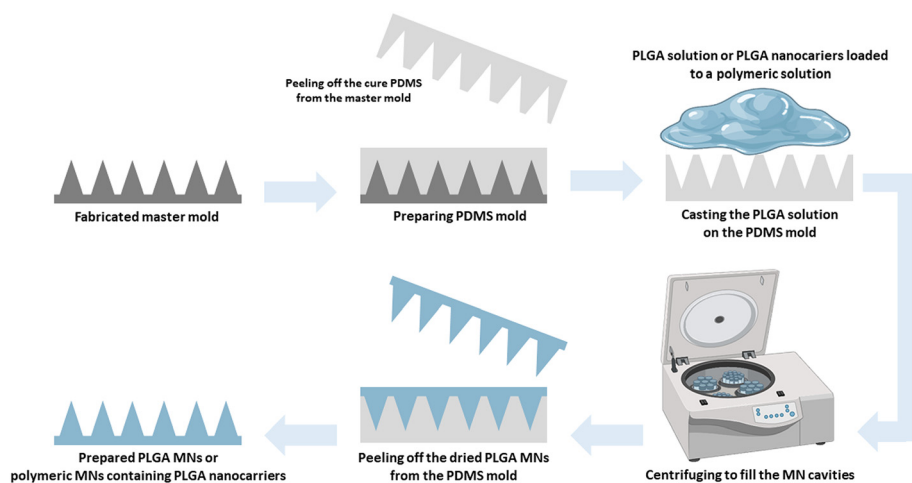 Peeling off the cure PDMS
from the master mold
PLGA solution or PLGA nanocariers loaded
to a polymeric solution
Fabricated master mold
Preparing PDMS mold
Casting the PLGA solution
on the PDMS mold
Prepared PLGA MNs or
polymeric MNs containing PLGA nanocarriers
Peeling off the dried PLGA MNs
from the PDMS mold
Centrifuging to fill the MN cavities